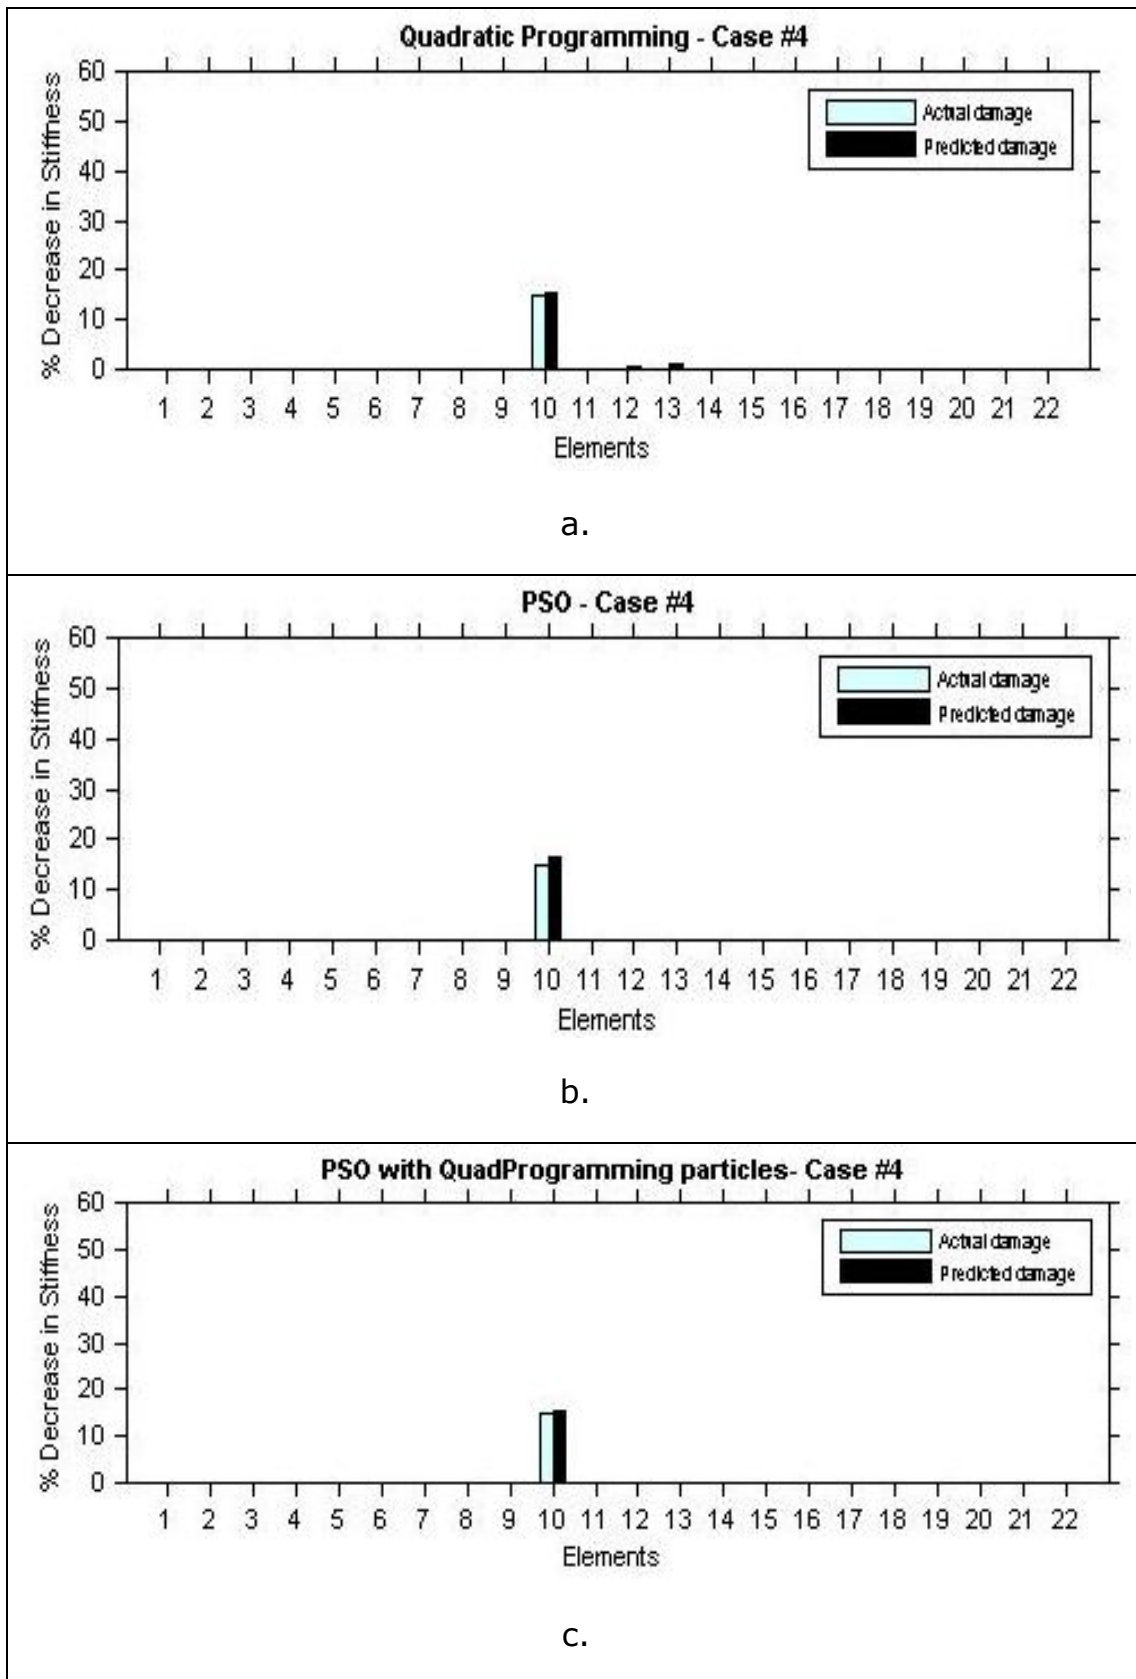 Quadratic Programming - Case #4
60
50
40
30
20
10
0
% Decrease in Stiffness
Actual damage
Predicted damage
1 2 3 4 5 6 7 8 9 10 11 12 13 14 15 16 17 18 19 20 21 22
Elements
a.
PSO - Case #4
60
50
40
30
20
10
0
% Decrease in Stiffness
Actual damage
Predicted damage
1 2 3 4 5 6 7 8 9 10 11 12 13 14 15 16 17 18 19 20 21 22
Elements
b.
PSO with QuadProgramming particles- Case #4
60
50
40
30
20
10
0
% Decrease in Stiffness
Actual damage
Predicted damage
1 2 3 4 5 6 7 8 9 10 11 12 13 14 15 16 17 18 19 20 21 22
Elements
c.